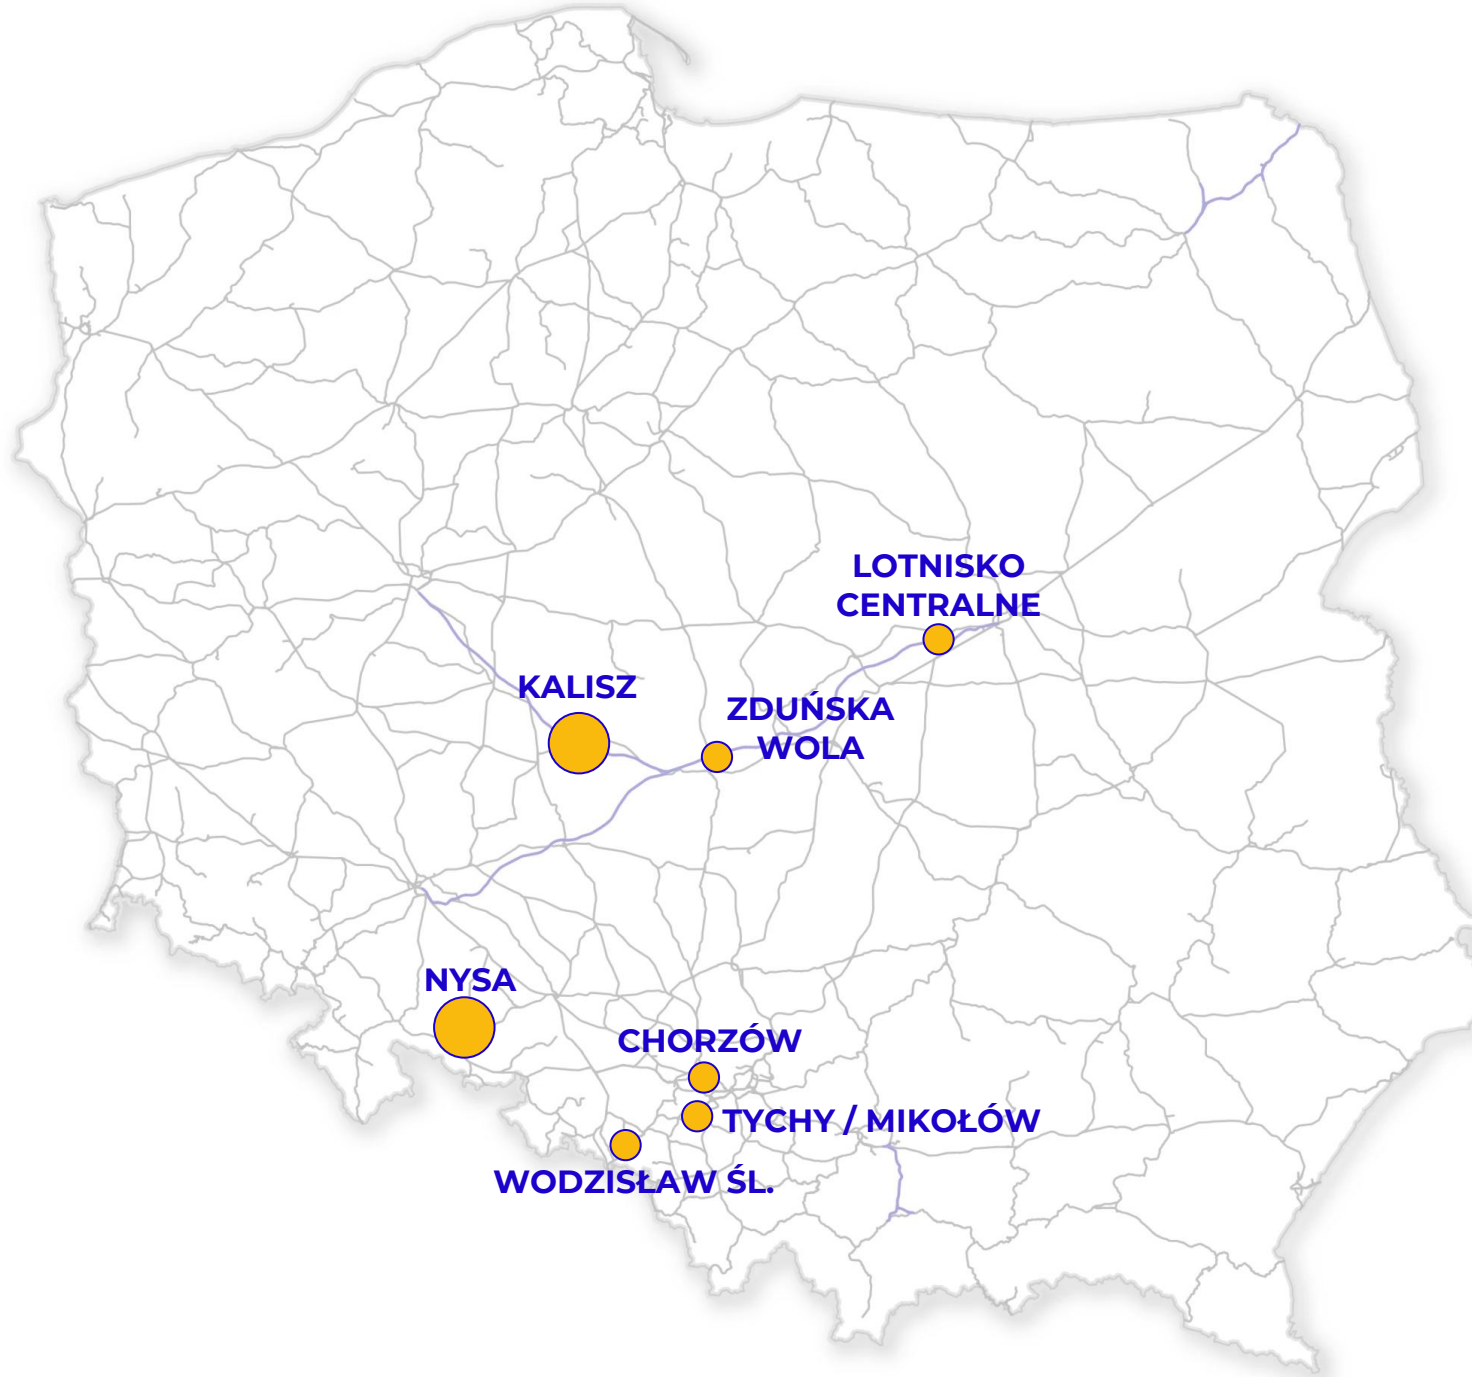 LOTNISKO
CENTRALNE
KALISZ
ZDUŃSKA
WOLA
NYSA
CHORZÓW
TYCHY / MIKOŁÓW
WODZISŁAW ŚL.